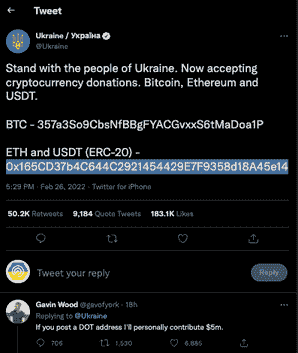 Tweet
Ukraine / Україна
@Ukraine
Stand with the people of Ukraine. Now accepting
cryptocurrency donations. Bitcoin, Ethereum and
USDT.
BTC - 357a3So9CbsNfBBgFYACGvxxS6tMaDoa1P
ETH and USDT (ERC-20) -
0x165CD37b4C644C2921454429E7F9358d18A45e14
5:29 PM · Feb 26, 2022 · Twitter for iPhone
50.2K Retweets 9,184 Quote Tweets 183.1K Likes
Tweet your reply
Reply
Gavin Wood @gavofyork · 18h
Replying to @Ukraine
If you post a DOT address I'll personally contribute $5m.
1,530